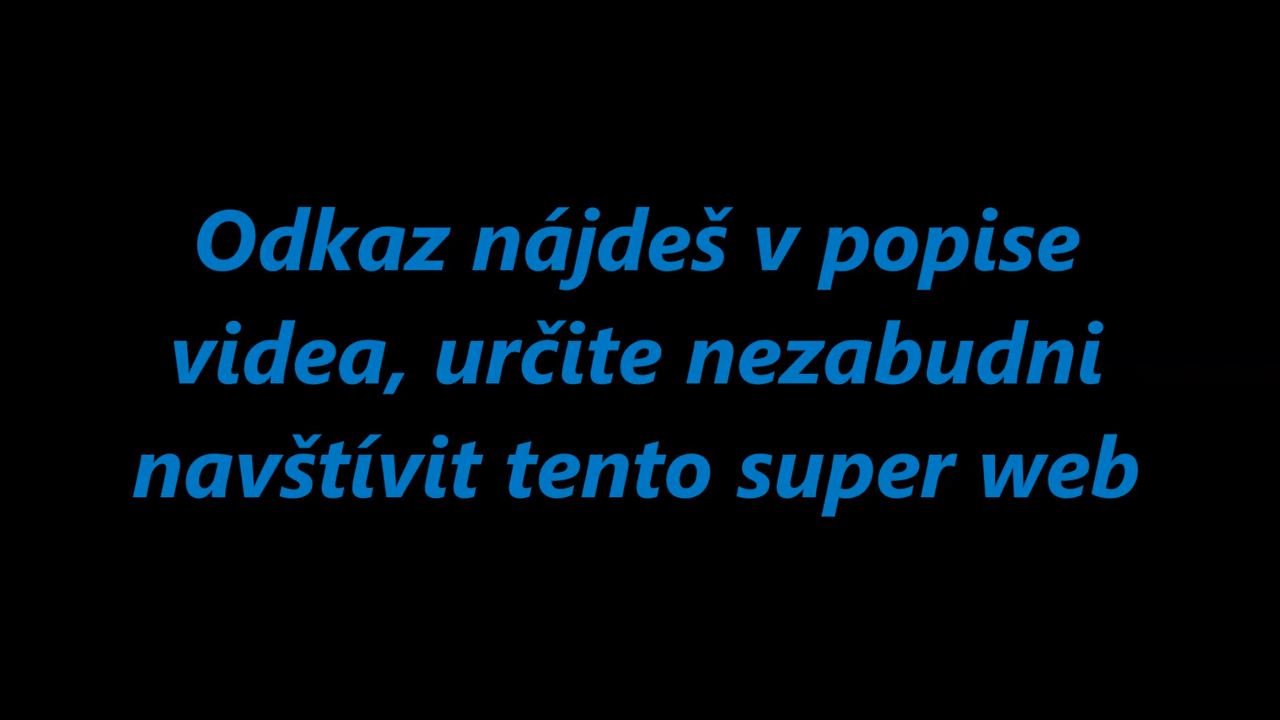 Odkaz nájdeš v popise
videa, určite nezabudni
navštívit tento super web